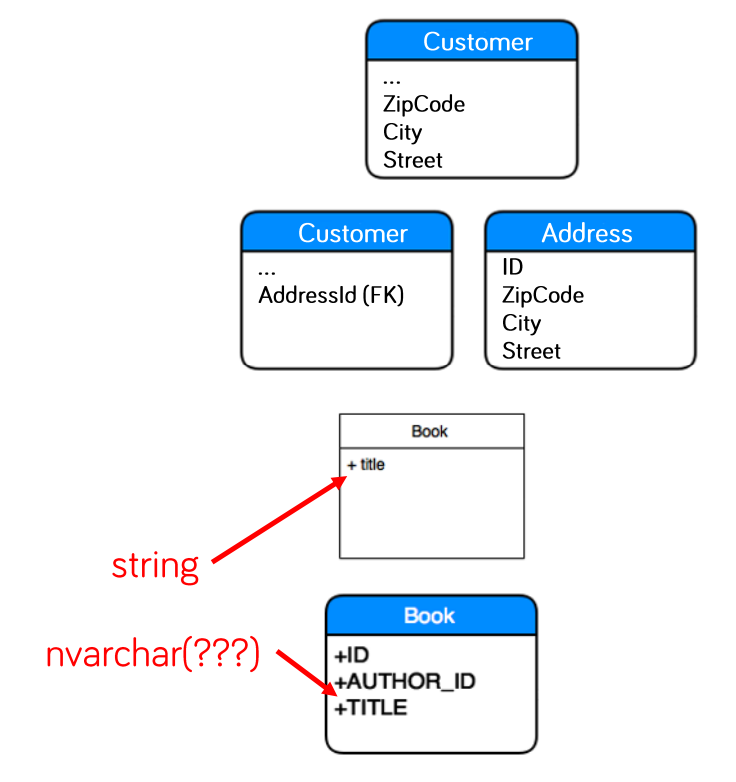 Customer
...
ZipCode
City
Street
Customer
...
AddressId (FK)
Address
ID
ZipCode
City
Street
Book
+ title
string
Book
nvarchar(???)
+ID
+AUTHOR_ID
+TITLE